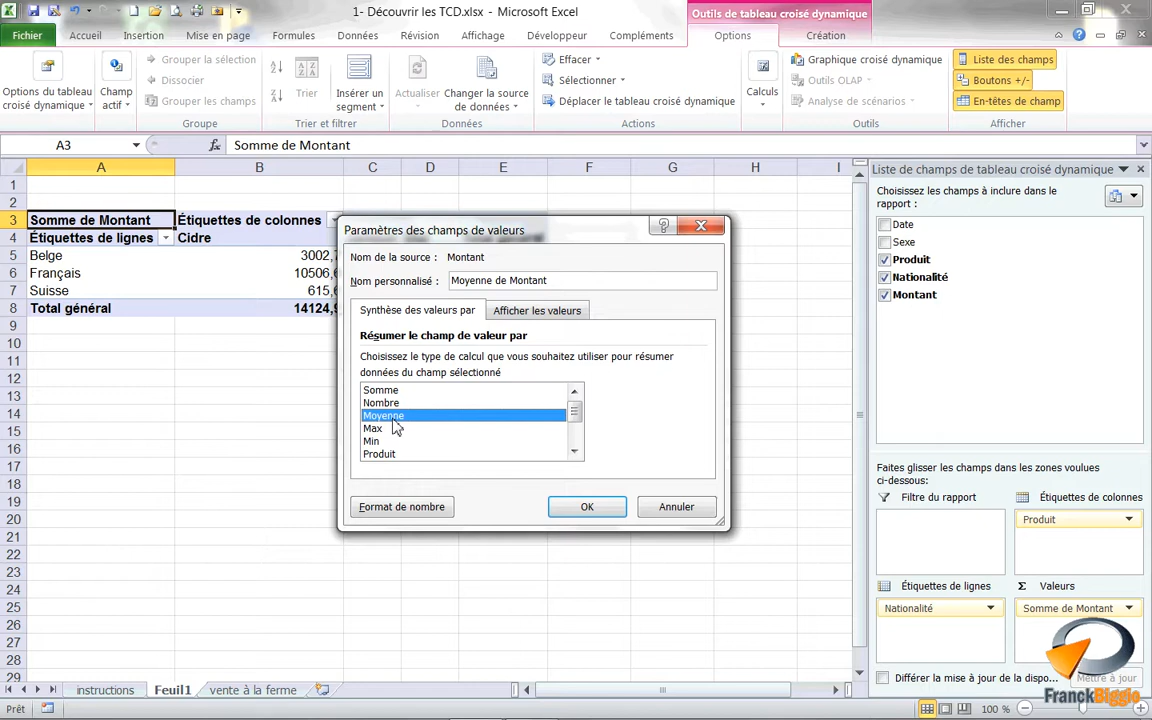 1- Découvrir les TCD.xlsx - Microsoft Excel
Outils de tableau croisé dynamique
Fichier Accueil Insertion Mise en page Formules Données Révision Affichage Développeur Compléments Options Création
Options du tableau croisé dynamique
Champ actif
Grouper la sélection
Dissocier
Grouper les champs
Groupe
Trier
Insérer un segment
Trier et filtrer
Actualiser
Changer la source de données
Données
Effacer
Sélectionner
Déplacer le tableau croisé dynamique
Actions
Calculs
Graphique croisé dynamique
Outils OLAP
Analyse de scénarios
Outils
Liste des champs
Boutons +/-
En-têtes de champ
Afficher
A3 fx Somme de Montant
A B C D E F G H I
1
2
3 Somme de Montant Étiquettes de colonnes
4 Étiquettes de lignes Cidre
5 Belge 3002,
6 Français 10506,
7 Suisse 615,
8 Total général 14124,
9
10
11
12
13
14
15
16
17
18
19
20
21
22
23
24
25
26
27
28
29
Paramètres des champs de valeurs
Nom de la source : Montant
Nom personnalisé : Moyenne de Montant
Synthèse des valeurs par Afficher les valeurs
Résumer le champ de valeur par
Choisissez le type de calcul que vous souhaitez utiliser pour résumer
données du champ sélectionné
Somme
Nombre
Moyenne
Max
Min
Produit
Format de nombre OK Annuler
Liste de champs de tableau croisé dynamique
Choisissez les champs à inclure dans le
rapport :
Date
Sexe
Produit
Nationalité
Montant
Faites glisser les champs dans les zones voulues
ci-dessous:
Filtre du rapport Étiquettes de colonnes
Produit
Étiquettes de lignes Σ Valeurs
Nationalité Somme de Montant
Différer la mise à jour de la dispo... Mettre à jour
FranckBiggio
instructions Feuil1 vente à la ferme
Prêt 100 %